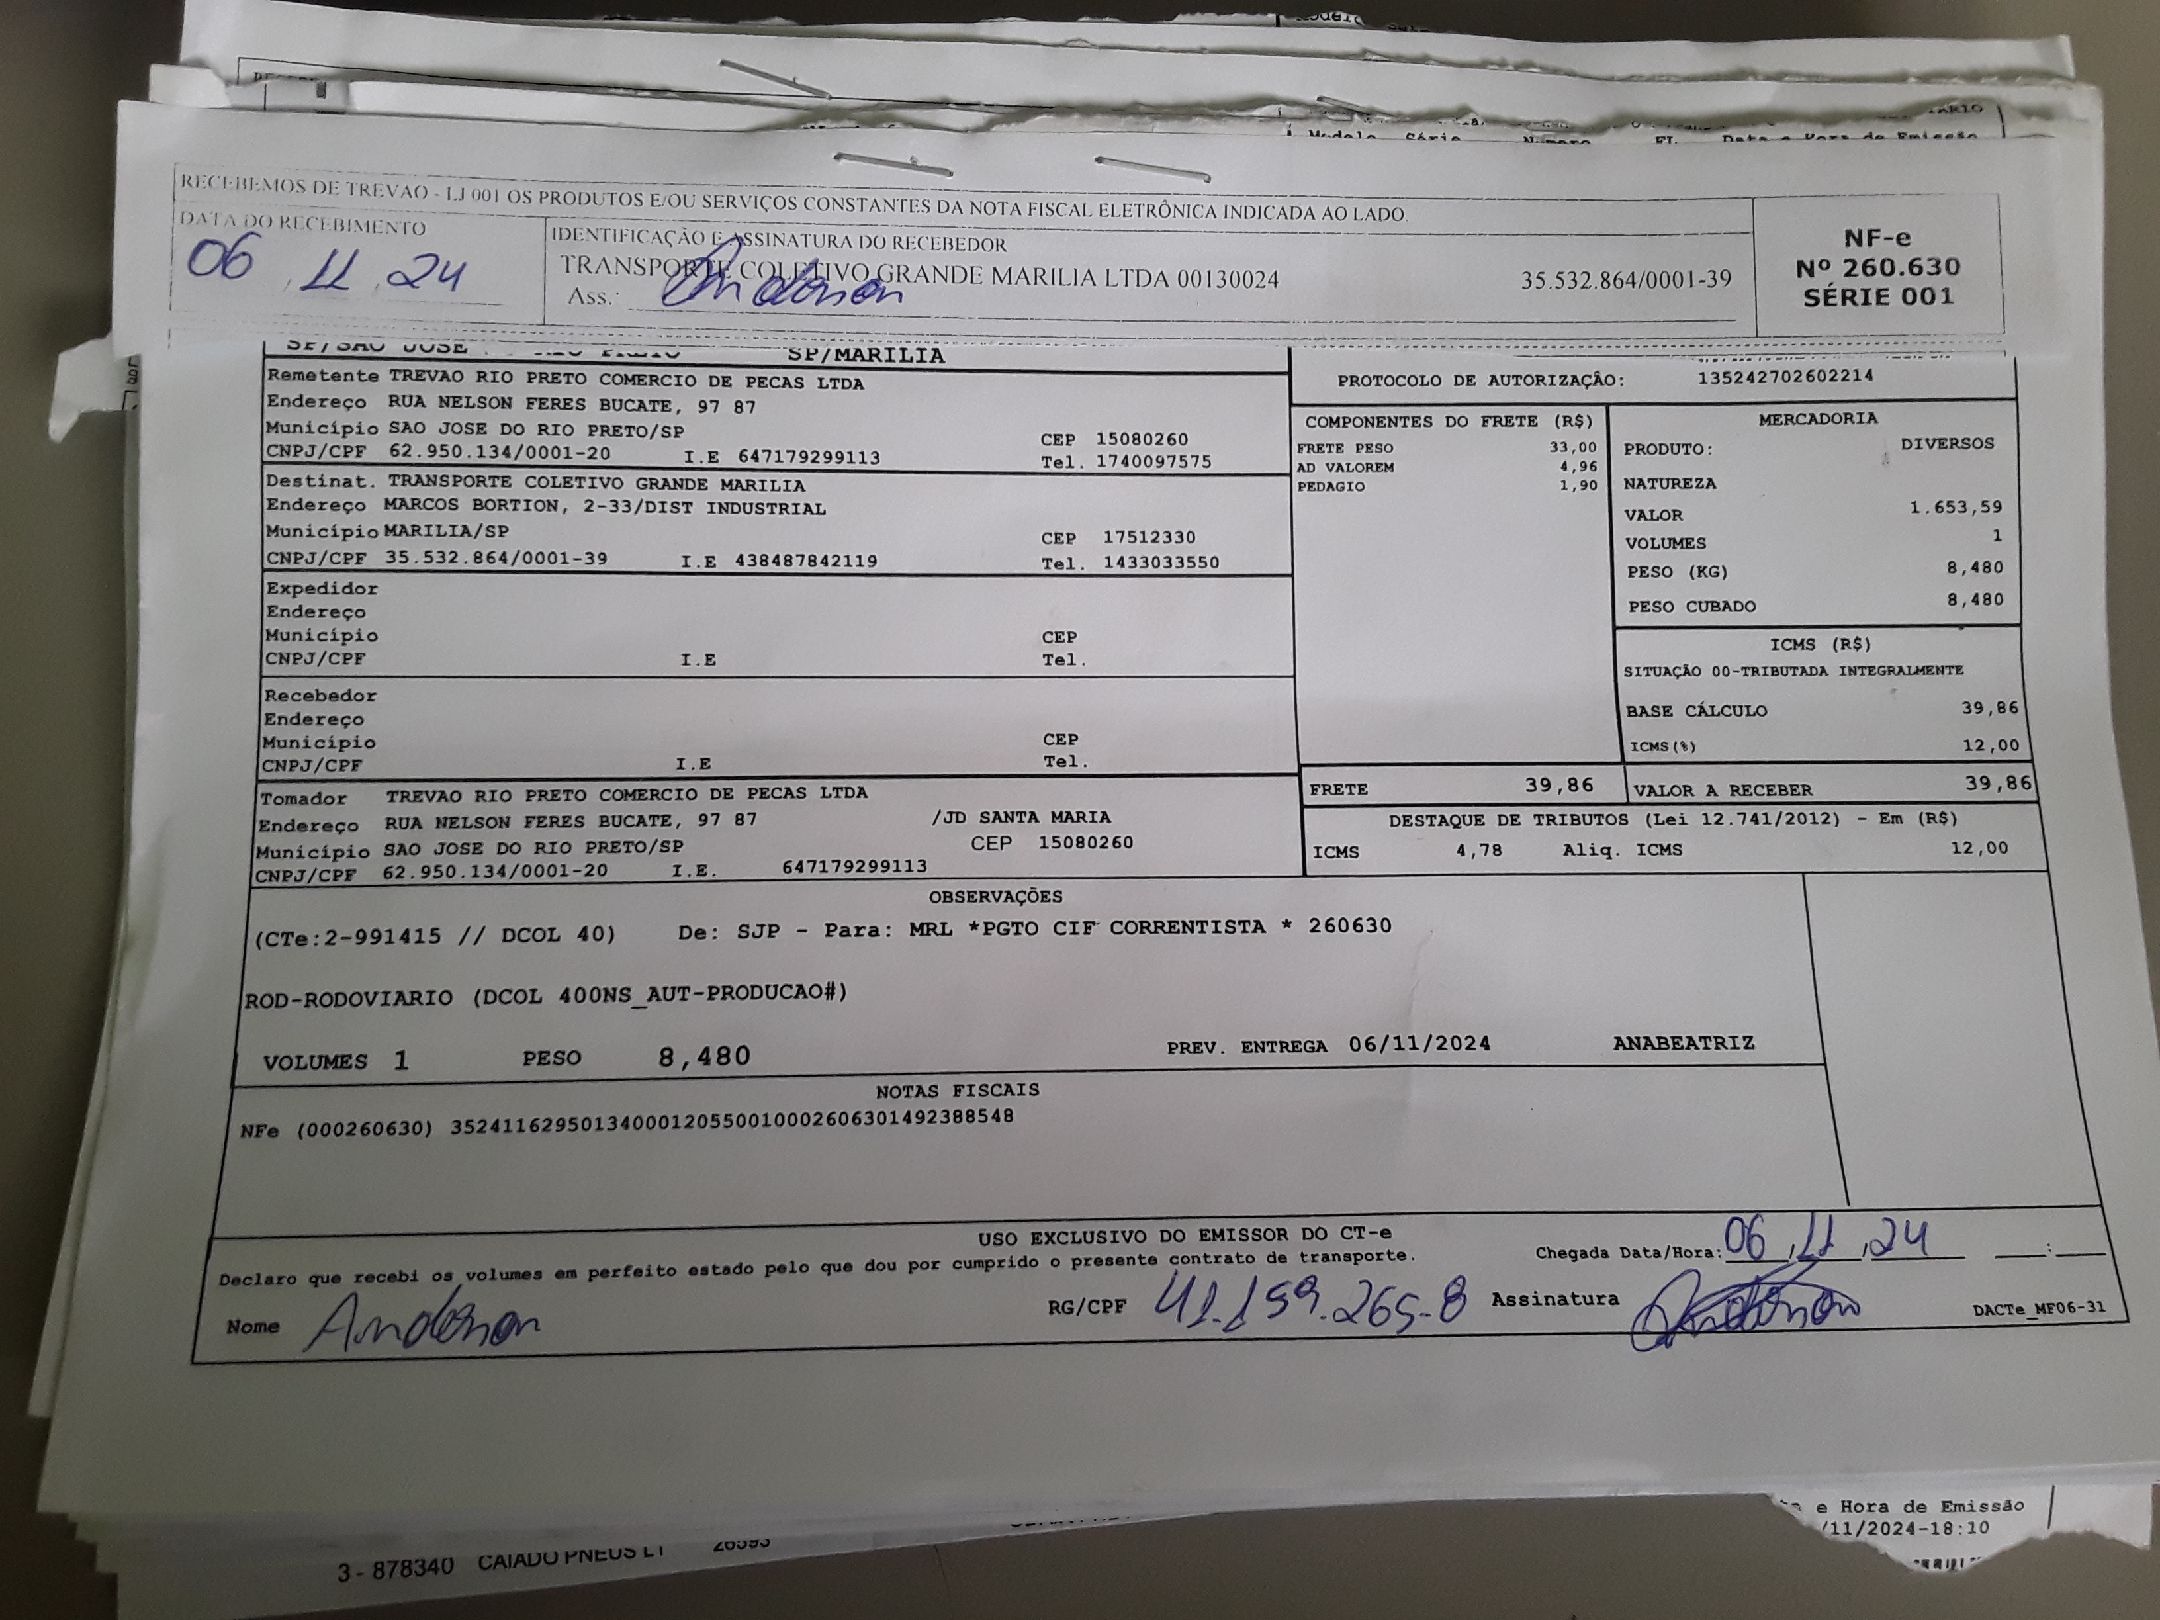 RECEBEMOS DE TREVAO - LJ 001 OS PRODUTOS E/OU SERVIÇOS CONSTANTES DA NOTA FISCAL ELETRÔNICA INDICADA AO LADO.
DATA DO RECEBIMENTO
06 11 24
IDENTIFICAÇÃO E ASSINATURA DO RECEBEDOR
TRANSPORTE COLETIVO GRANDE MARILIA LTDA 00130024 35.532.864/0001-39
Ass.: Anderson
NF-e
Nº 260.630
SÉRIE 001
SP/MARILIA
Remetente TREVAO RIO PRETO COMERCIO DE PECAS LTDA
Endereço RUA NELSON FERES BUCATE, 97 87
Município SAO JOSE DO RIO PRETO/SP CEP 15080260
CNPJ/CPF 62.950.134/0001-20 I.E 647179299113 Tel. 1740097575
Destinat. TRANSPORTE COLETIVO GRANDE MARILIA
Endereço MARCOS BORTION, 2-33/DIST INDUSTRIAL
Município MARILIA/SP CEP 17512330
CNPJ/CPF 35.532.864/0001-39 I.E 438487842119 Tel. 1433033550
Expedidor
Endereço
Município CEP
CNPJ/CPF I.E Tel.
Recebedor
Endereço
Município CEP
CNPJ/CPF I.E Tel.
Tomador TREVAO RIO PRETO COMERCIO DE PECAS LTDA
Endereço RUA NELSON FERES BUCATE, 97 87 /JD SANTA MARIA
Município SAO JOSE DO RIO PRETO/SP CEP 15080260
CNPJ/CPF 62.950.134/0001-20 I.E. 647179299113
PROTOCOLO DE AUTORIZAÇÃO: 135242702602214
COMPONENTES DO FRETE (R$)
FRETE PESO 33,00
AD VALOREM 4,96
PEDAGIO 1,90
MERCADORIA
PRODUTO: DIVERSOS
NATUREZA
VALOR 1.653,59
VOLUMES 1
PESO (KG) 8,480
PESO CUBADO 8,480
ICMS (R$)
SITUAÇÃO 00-TRIBUTADA INTEGRALMENTE
BASE CÁLCULO 39,86
ICMS(%) 12,00
FRETE 39,86 VALOR A RECEBER 39,86
DESTAQUE DE TRIBUTOS (Lei 12.741/2012) - Em (R$)
ICMS 4,78 Aliq. ICMS 12,00
OBSERVAÇÕES
(CTe:2-991415 // DCOL 40) De: SJP - Para: MRL *PGTO CIF CORRENTISTA * 260630
ROD-RODOVIARIO (DCOL 400NS_AUT-PRODUCAO#)
VOLUMES 1 PESO 8,480 PREV. ENTREGA 06/11/2024 ANABEATRIZ
NOTAS FISCAIS
NFe (000260630) 35241162950134000120550010002606301492388548
USO EXCLUSIVO DO EMISSOR DO CT-e
Declaro que recebi os volumes em perfeito estado pelo que dou por cumprido o presente contrato de transporte.
Chegada Data/Hora: 06 11 24 __:__
Nome Anderson RG/CPF 41.159.265-8 Assinatura Anderson DACTe_MF06-31
e Hora de Emissão
/11/2024-18:10
3 - 878340 CAIADO PNEUS LT 26593